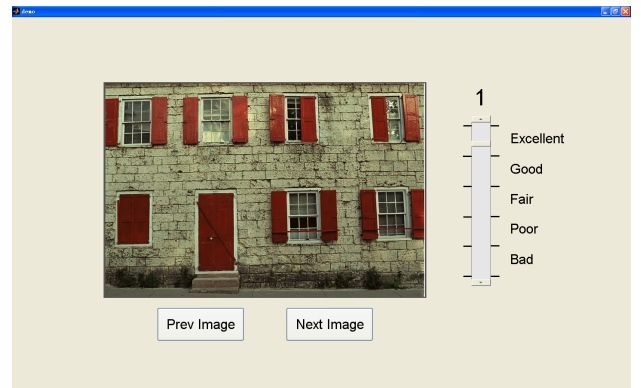 demo
1
Excellent
Good
Fair
Poor
Bad
Prev Image
Next Image